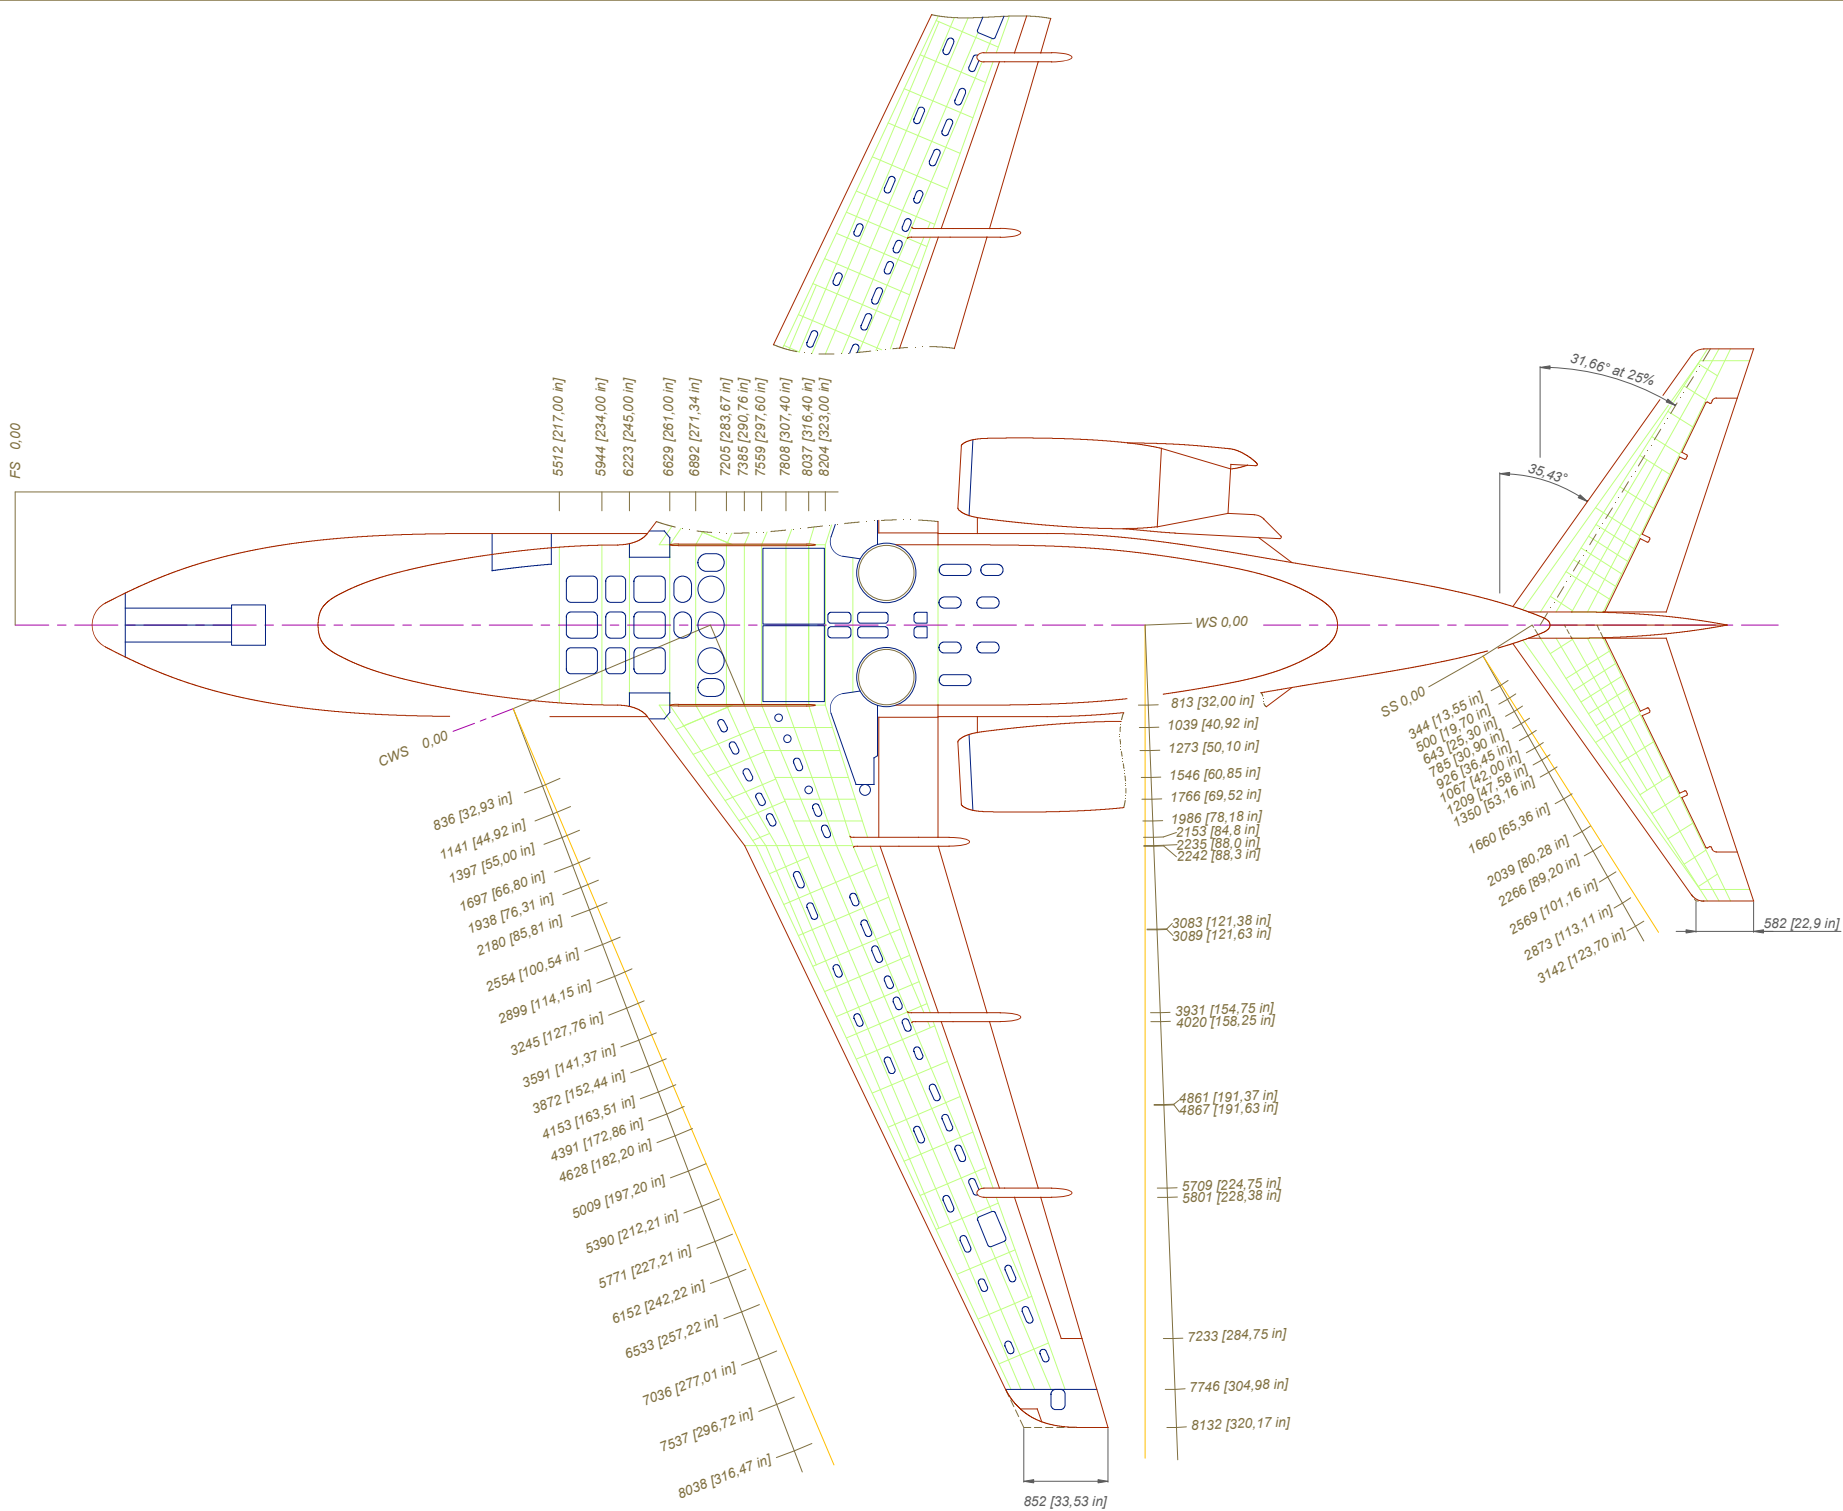 FS 0,00
5512 [217,00 in]
5944 [234,00 in]
6223 [245,00 in]
6629 [261,00 in]
6892 [271,34 in]
7205 [283,67 in]
7385 [290,76 in]
7559 [297,60 in]
7808 [307,40 in]
8037 [316,40 in]
8204 [323,00 in]
31,66° at 25%
35,43°
WS 0,00
813 [32,00 in]
1039 [40,92 in]
1273 [50,10 in]
1546 [60,85 in]
1766 [69,52 in]
1986 [78,18 in]
2153 [84,8 in]
2235 [88,0 in]
2242 [88,3 in]
3083 [121,38 in]
3089 [121,63 in]
3931 [154,75 in]
4020 [158,25 in]
4861 [191,37 in]
4867 [191,63 in]
5709 [224,75 in]
5801 [228,38 in]
7233 [284,75 in]
7746 [304,98 in]
8132 [320,17 in]
CWS 0,00
836 [32,93 in]
1141 [44,92 in]
1397 [55,00 in]
1697 [66,80 in]
1938 [76,31 in]
2180 [85,81 in]
2554 [100,54 in]
2899 [114,15 in]
3245 [127,76 in]
3591 [141,37 in]
3872 [152,44 in]
4153 [163,51 in]
4391 [172,86 in]
4628 [182,20 in]
5009 [197,20 in]
5390 [212,21 in]
5771 [227,21 in]
6152 [242,22 in]
6533 [257,22 in]
7036 [277,01 in]
7537 [296,72 in]
8038 [316,47 in]
SS 0,00
344 [13,55 in]
500 [19,70 in]
643 [25,30 in]
785 [30,90 in]
926 [36,45 in]
1067 [42,00 in]
1209 [47,58 in]
1350 [53,16 in]
1660 [65,36 in]
2039 [80,28 in]
2266 [89,20 in]
2569 [101,16 in]
2873 [113,11 in]
3142 [123,70 in]
582 [22,9 in]
852 [33,53 in]